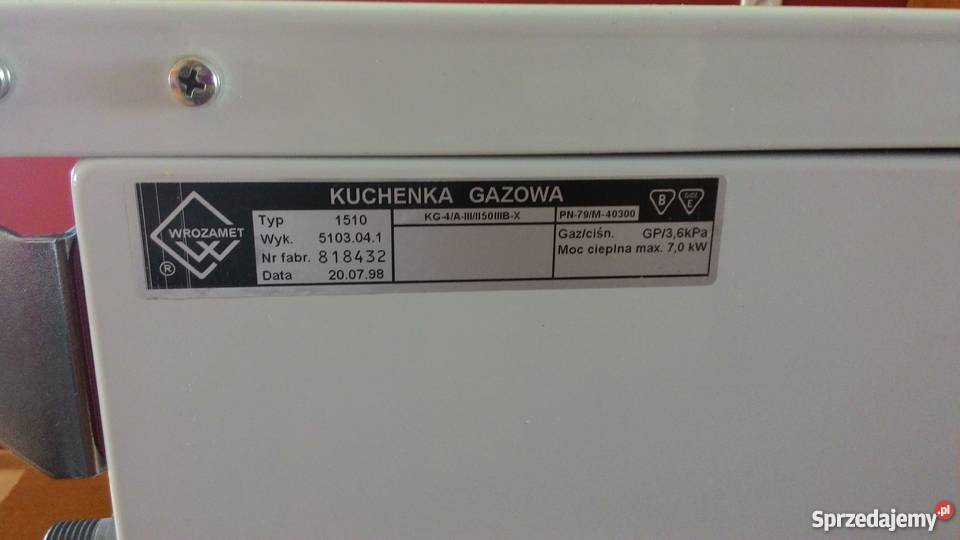 KUCHENKA GAZOWA
WROZAMET
®
Typ 1510
Wyk. 5103.04.1
Nr fabr. 818432
Data 20.07.98
KG-4/A-III/II50IIIB-X
PN-79/M-40300
B
E
Gaz/ciśn. GP/3,6kPa
Moc cieplna max. 7,0 kW
Sprzedajemy.pl